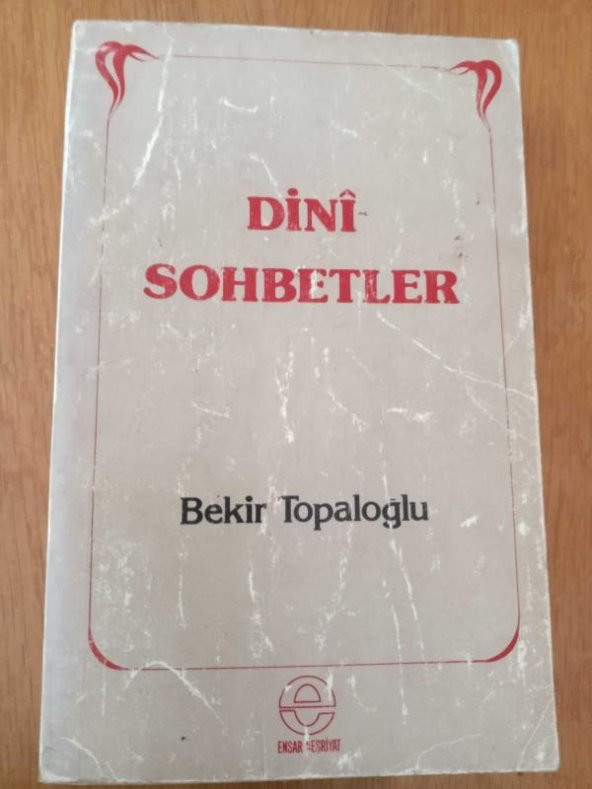 DİNÎ
SOHBETLER
Bekir Topaloğlu
ENSAR NEŞRİYAT